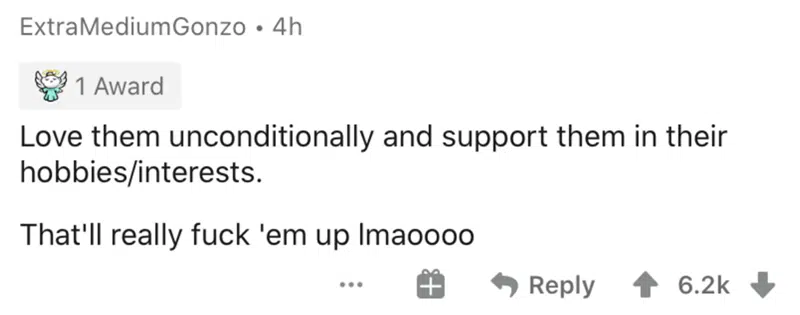 ExtraMediumGonzo • 4h
1 Award
Love them unconditionally and support them in their
hobbies/interests.
That'll really fuck 'em up lmaoooo
... Reply 6.2k